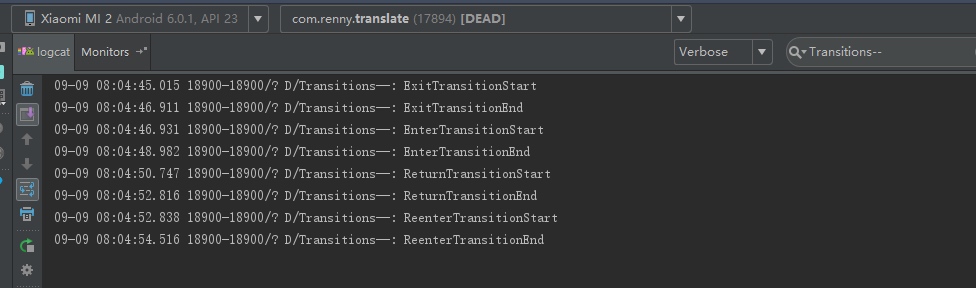 Xiaomi MI 2 Android 6.0.1, API 23 com.renny.translate (17894) [DEAD]
logcat Monitors Verbose Transitions--
09-09 08:04:45.015 18900-18900/? D/Transitions——: ExitTransitionStart
09-09 08:04:46.911 18900-18900/? D/Transitions——: ExitTransitionEnd
09-09 08:04:46.931 18900-18900/? D/Transitions——: EnterTransitionStart
09-09 08:04:48.982 18900-18900/? D/Transitions——: EnterTransitionEnd
09-09 08:04:50.747 18900-18900/? D/Transitions——: ReturnTransitionStart
09-09 08:04:52.816 18900-18900/? D/Transitions——: ReturnTransitionEnd
09-09 08:04:52.838 18900-18900/? D/Transitions——: ReenterTransitionStart
09-09 08:04:54.516 18900-18900/? D/Transitions——: ReenterTransitionEnd